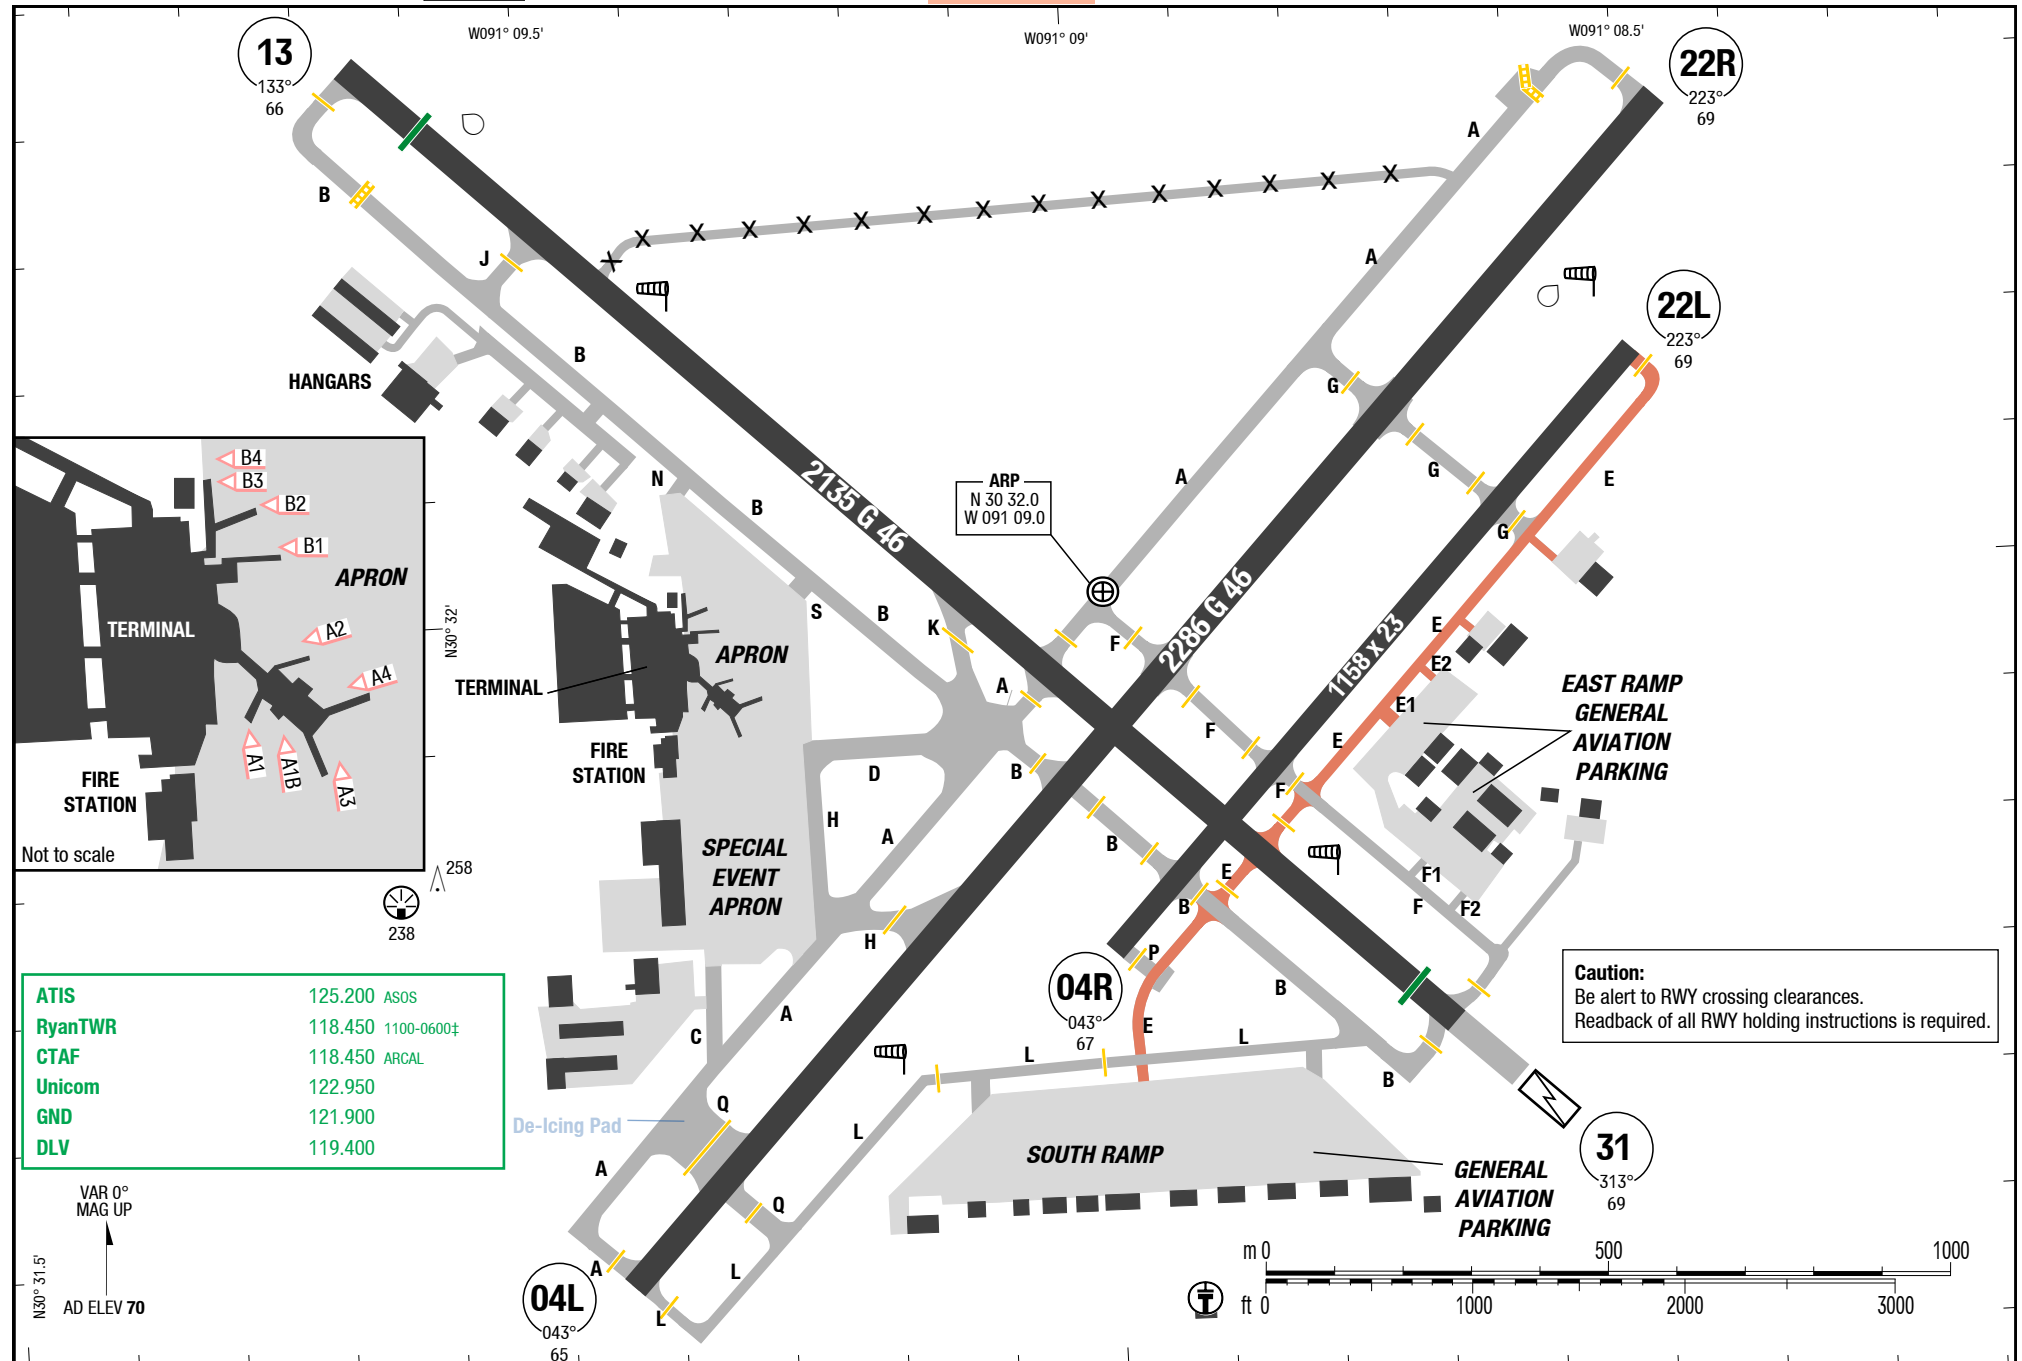 W091° 09.5'
W091° 09'
W091° 08.5'
13
133°
66
22R
223°
69
A
B
J
A
22L
223°
69
B
HANGARS
G
G
E
A
N
B
2135 G 46
ARP
N 30 32.0
W 091 09.0
G
B4
B3
B2
B1
APRON
TERMINAL
A2
A4
A1
A1B
A3
FIRE
STATION
Not to scale
N30° 32'
S
B
K
F
2286 G 46
1158 x 23
E
E2
E1
E
APRON
TERMINAL
A
F
EAST RAMP
GENERAL
AVIATION
PARKING
FIRE
STATION
D
B
F
H
A
B
SPECIAL
EVENT
APRON
E
F1
F
F2
B
H
P
258
238
04R
043°
67
B
Caution:
Be alert to RWY crossing clearances.
Readback of all RWY holding instructions is required.
ATIS 125.200 ASOS
RyanTWR 118.450 1100-0600‡
CTAF 118.450 ARCAL
Unicom 122.950
GND 121.900
DLV 119.400
A
C
E
L
L
B
Q
De-Icing Pad
L
A
SOUTH RAMP
GENERAL
AVIATION
PARKING
31
313°
69
Q
VAR 0°
MAG UP
N30° 31.5'
AD ELEV 70
A
L
L
04L
043°
65
m 0 500 1000
ft 0 1000 2000 3000